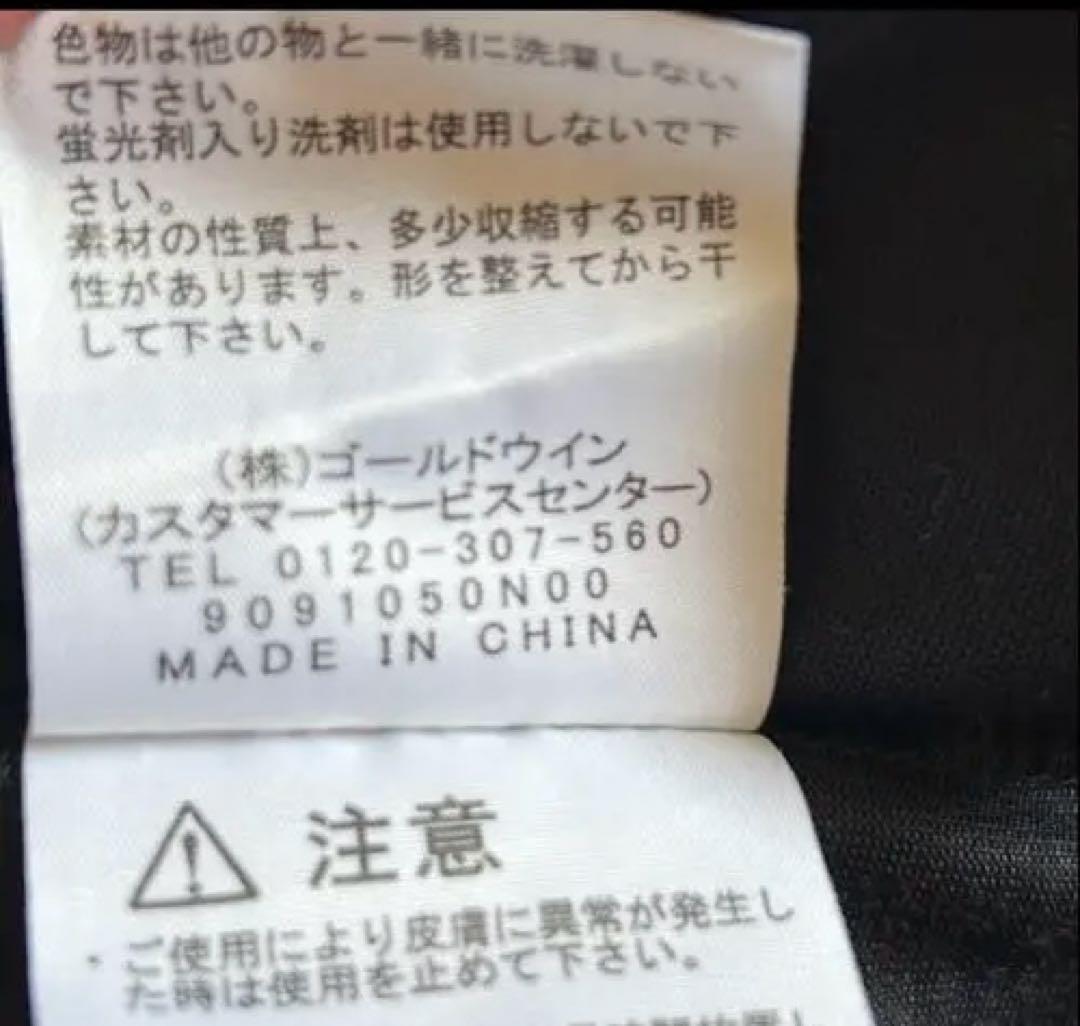 色物は他の物と一緒に洗濯しない
で下さい。
蛍光剤入り洗剤は使用しないで下
さい。
素材の性質上、多少収縮する可能
性があります。形を整えてから干
して下さい。
(株)ゴールドウイン
(カスタマーサービスセンター)
TEL 0120-307-560
9091050N00
MADE IN CHINA
注意
・ご使用により皮膚に異常が発生し
た時は使用を止めて下さい。